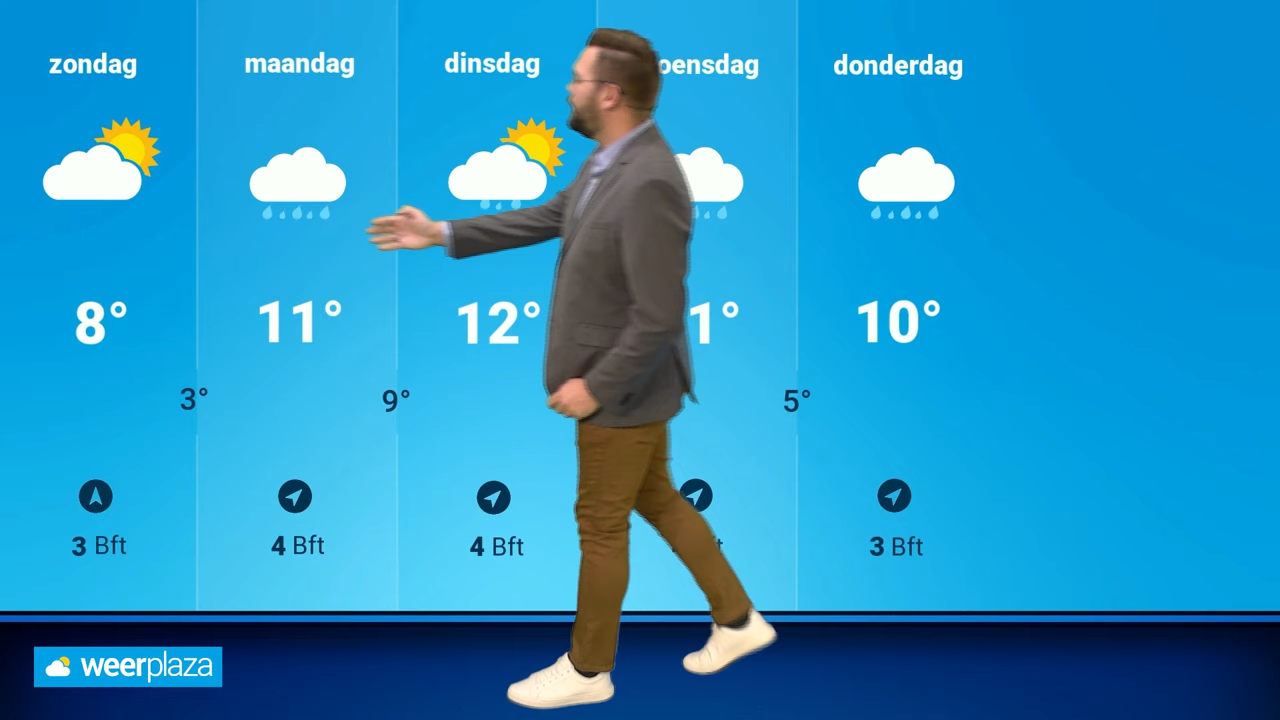 zondag maandag dinsdag oensdag donderdag
8° 11° 12° 1° 10°
3° 9° 5°
3 Bft 4 Bft 4 Bft t 3 Bft
weerplaza